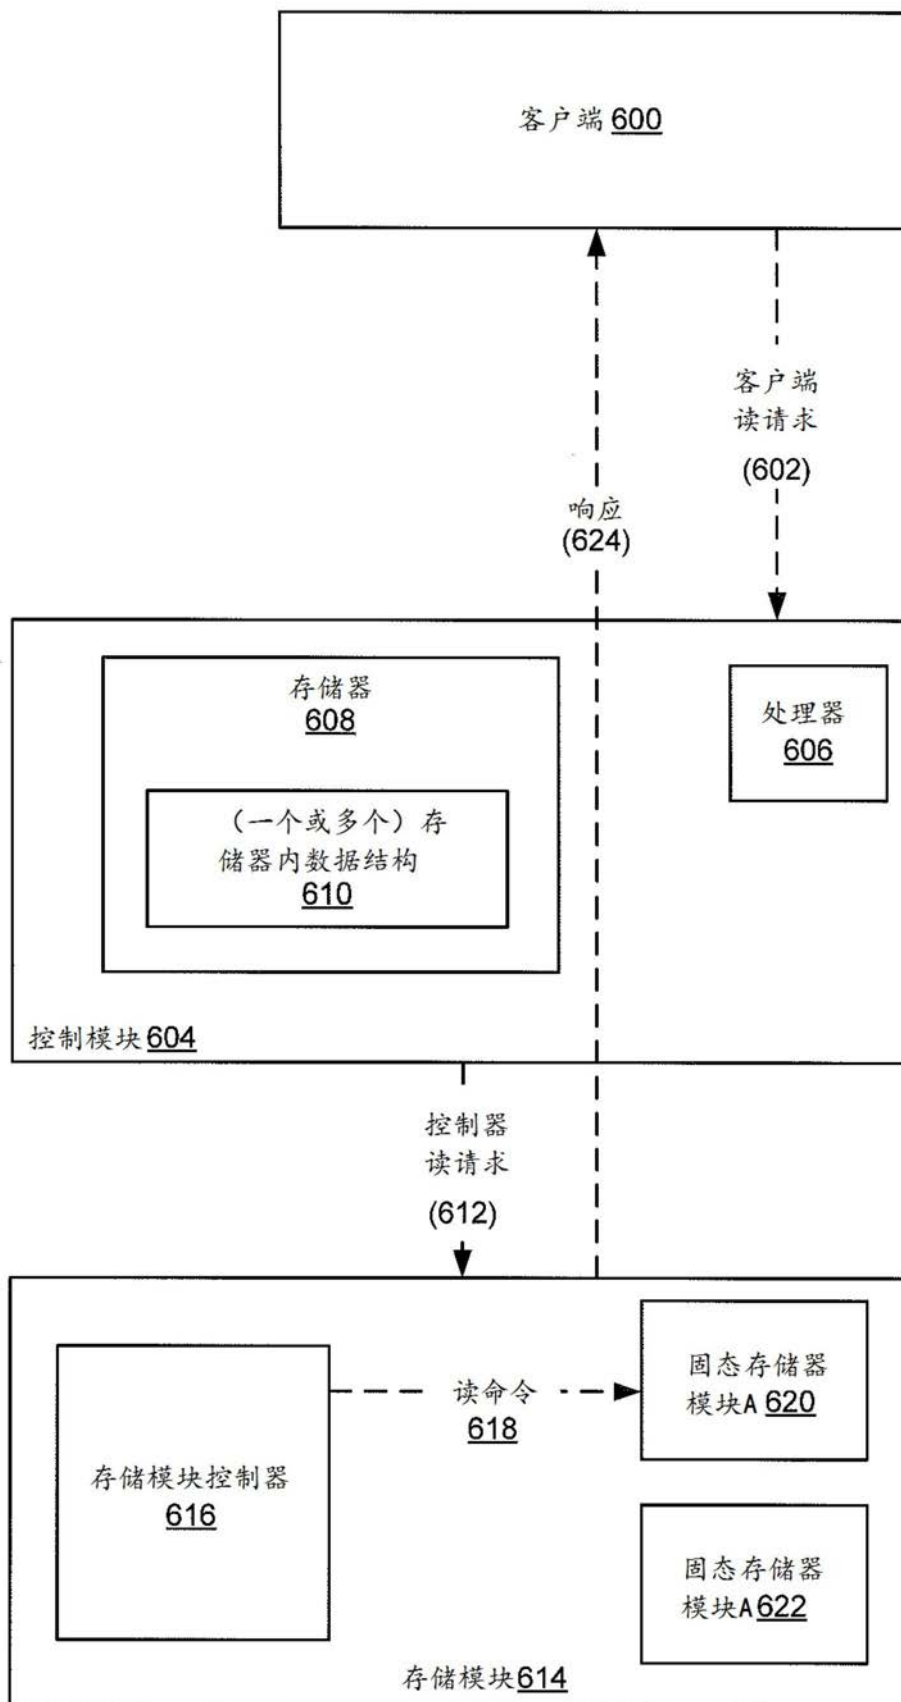 客户端 600
客户端
读请求
(602)
响应
(624)
存储器
608
处理器
606
（一个或多个）存
储器内数据结构
610
控制模块 604
控制器
读请求
(612)
固态存储器
模块A 620
读命令
618
存储模块控制器
616
固态存储器
模块A 622
存储模块 614